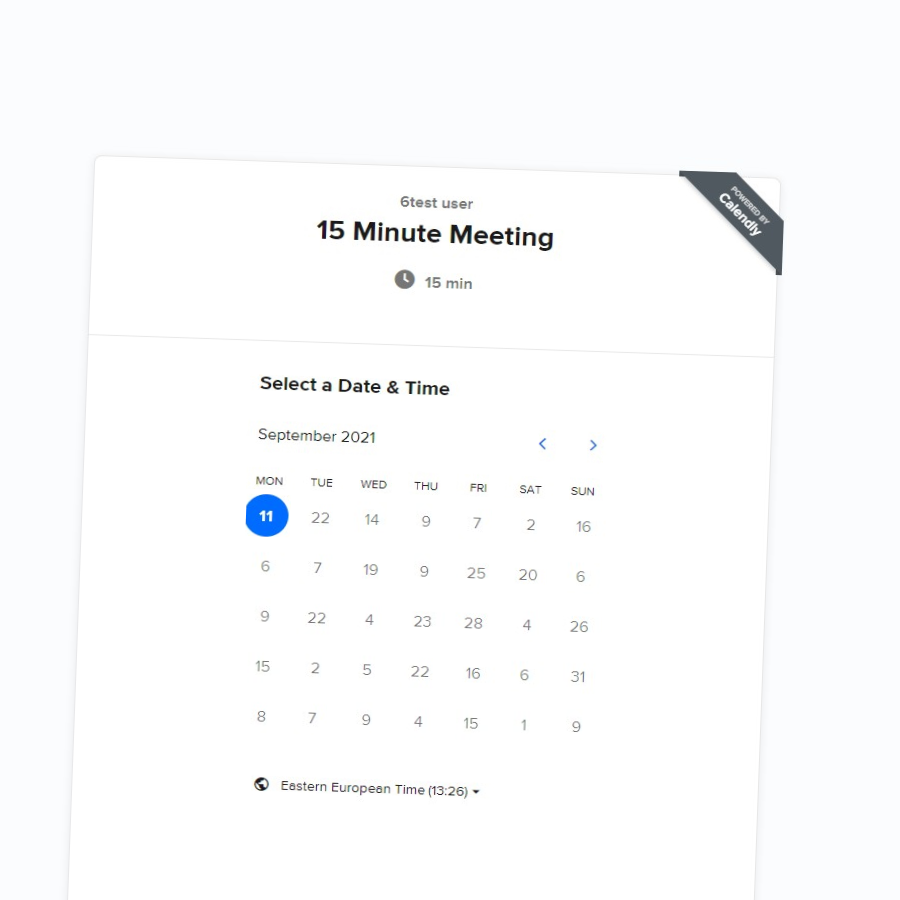 POWERED BY
Calendly
6test user
15 Minute Meeting
15 min
Select a Date & Time
September 2021
MON TUE WED THU FRI SAT SUN
11 22 14 9 7 2 16
6 7 19 9 25 20 6
9 22 4 23 28 4 26
15 2 5 22 16 6 31
8 7 9 4 15 1 9
Eastern European Time (13:26)